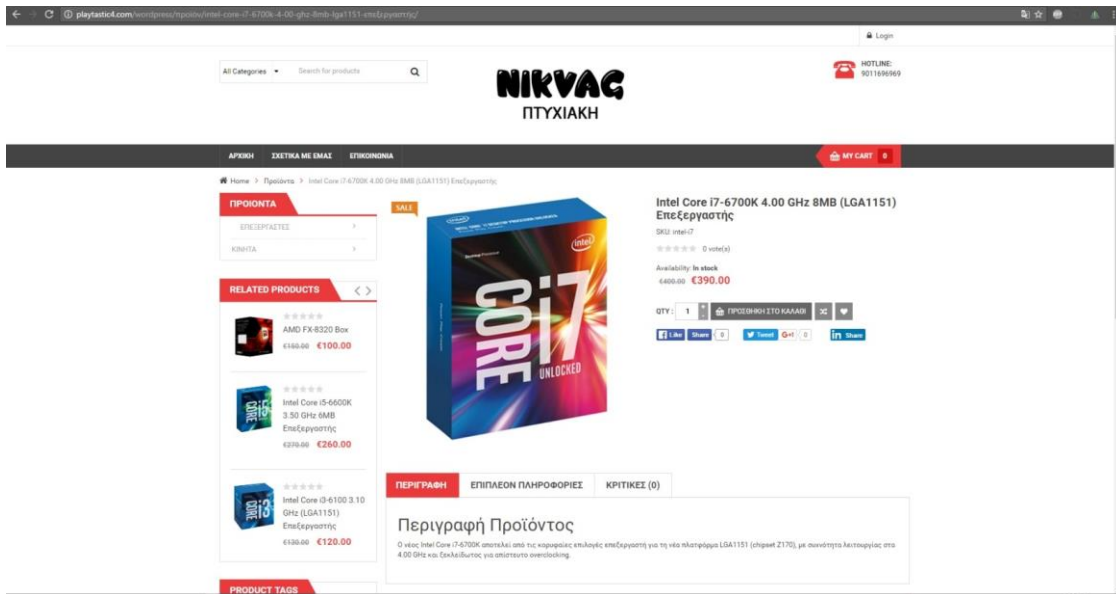 playtastic4.com/wordpress/προϊόν/intel-core-i7-6700k-4-00-ghz-8mb-lga1151-επεξεργαστής/
Login
All Categories
Search for products
NIKVAG
ΠΤΥΧΙΑΚΗ
HOTLINE:
9011696969
ΑΡΧΙΚΗ ΣΧΕΤΙΚΑ ΜΕ ΕΜΑΣ ΕΠΙΚΟΙΝΩΝΙΑ
MY CART 0
Home > Προϊόντα > Intel Core i7-6700K 4.00 GHz 8MB (LGA1151) Επεξεργαστής
ΠΡΟΙΟΝΤΑ
ΕΠΕΞΕΡΓΑΣΤΕΣ >
ΚΙΝΗΤΑ >
RELATED PRODUCTS < >
AMD FX-8320 Box
€150.00 €100.00
Intel Core i5-6600K
3.50 GHz 6MB
Επεξεργαστής
€270.00 €260.00
Intel Core i3-6100 3.10
GHz (LGA1151)
Επεξεργαστής
€130.00 €120.00
PRODUCT TAGS
SALE
intel
CORE i7
UNLOCKED
Intel Core i7-6700K 4.00 GHz 8MB (LGA1151)
Επεξεργαστής
SKU: intel-i7
0 vote(s)
Availability: In stock
€400.00 €390.00
QTY : 1 ΠΡΟΣΘΗΚΗ ΣΤΟ ΚΑΛΑΘΙ
Like Share 0 Tweet G+1 0 in Share
ΠΕΡΙΓΡΑΦΗ ΕΠΙΠΛΕΟΝ ΠΛΗΡΟΦΟΡΙΕΣ ΚΡΙΤΙΚΕΣ (0)
Περιγραφή Προϊόντος
Ο νέος Intel Core i7-6700K αποτελεί από τις κορυφαίες επιλογές επεξεργαστή για τη νέα πλατφόρμα LGA1151 (chipset Z170), με συχνότητα λειτουργίας στα
4.00 GHz και ξεκλείδωτος για απίστευτο overclocking.